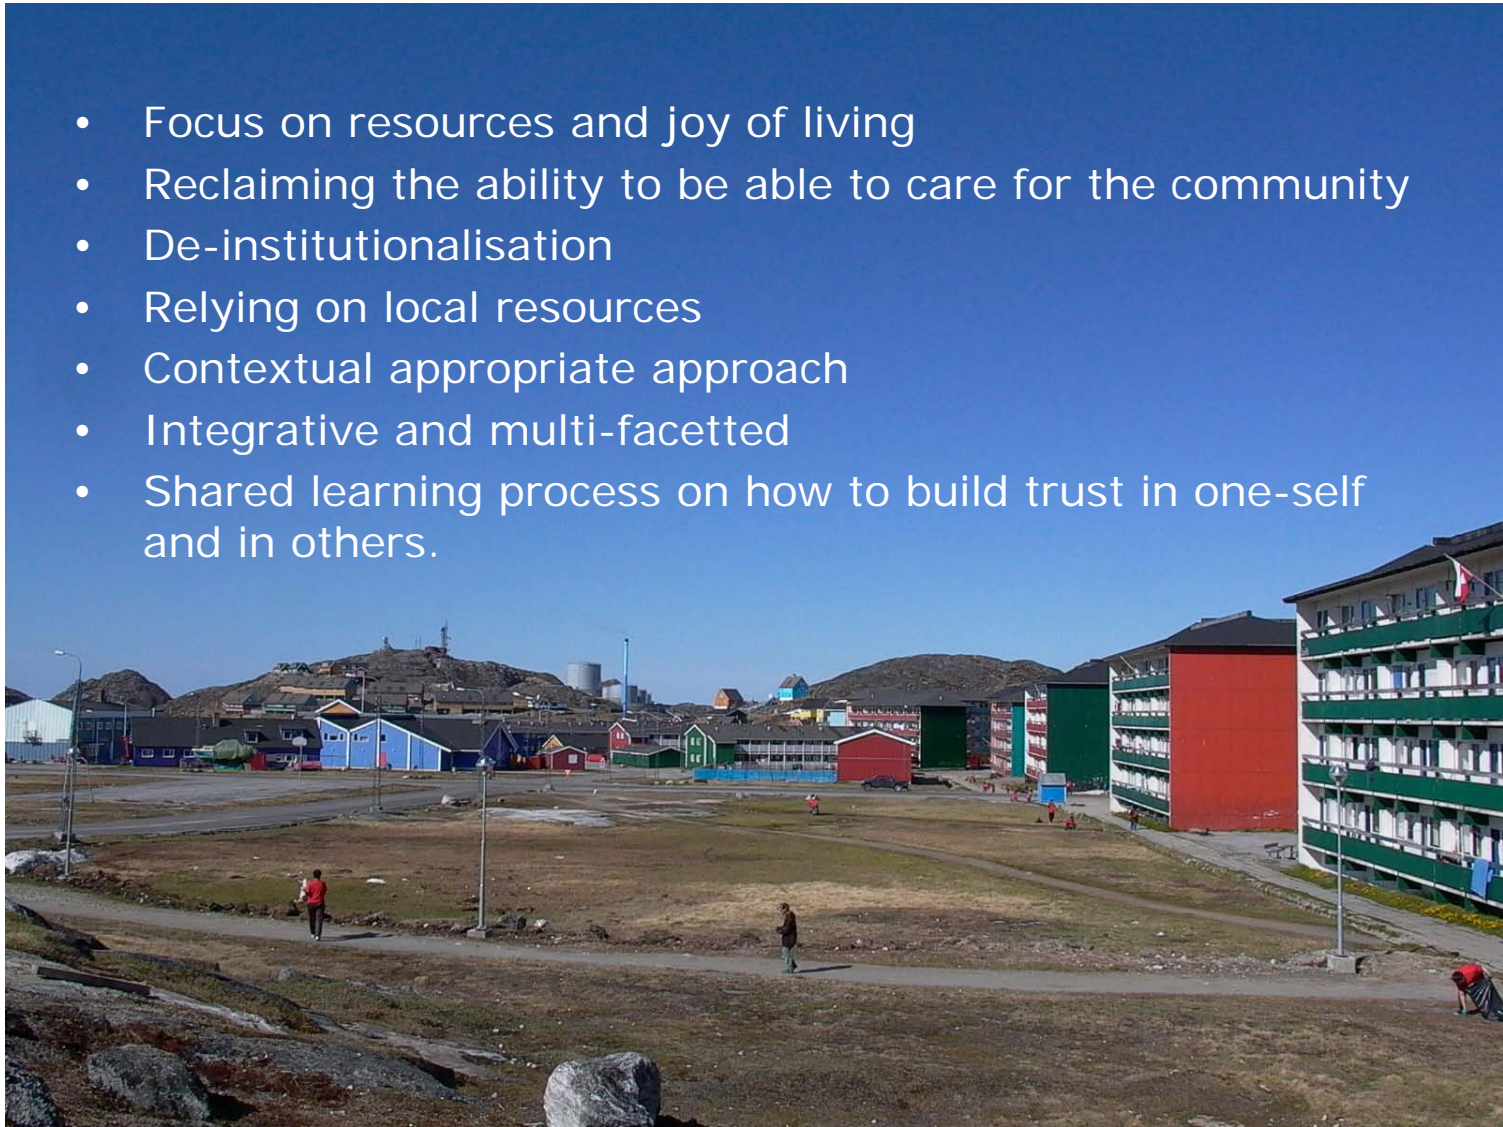 • Focus on resources and joy of living
• Reclaiming the ability to be able to care for the community
• De-institutionalisation
• Relying on local resources
• Contextual appropriate approach
• Integrative and multi-facetted
• Shared learning process on how to build trust in one-self
and in others.